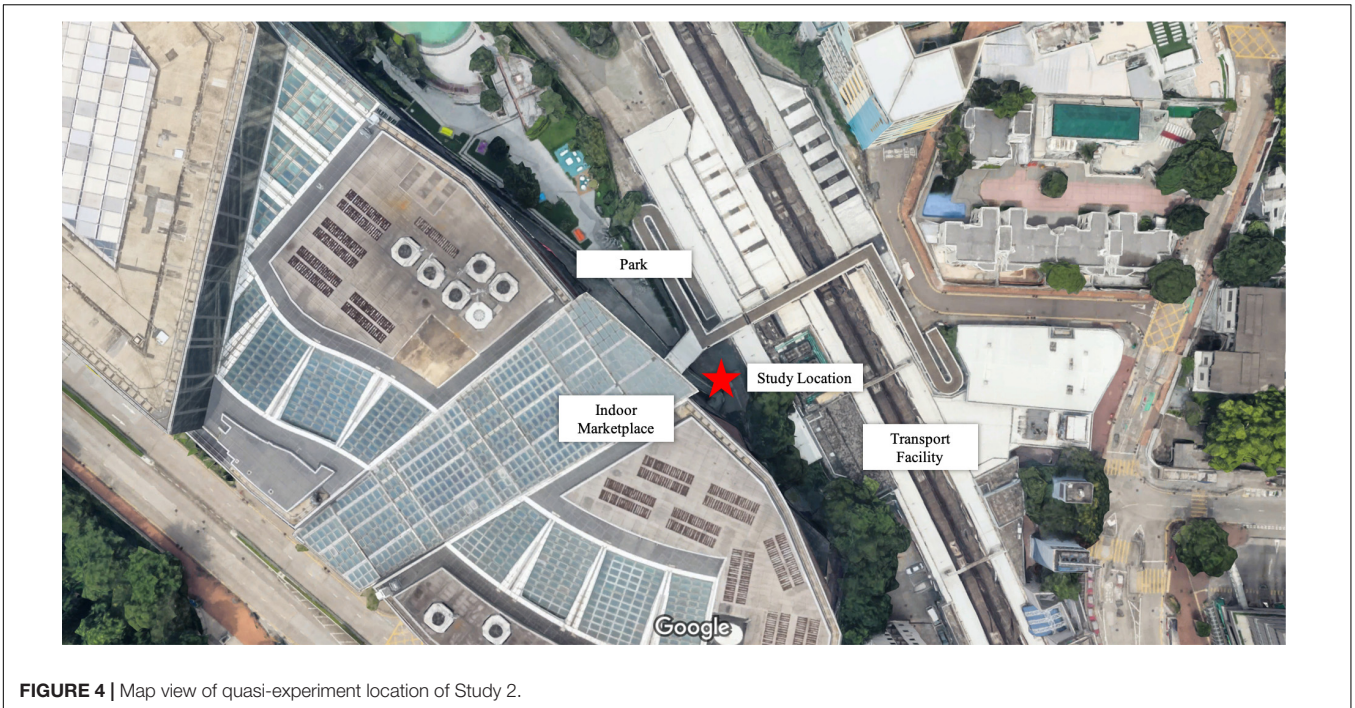 Park
Study Location
Indoor
Marketplace
Transport
Facility
Google
FIGURE 4 | Map view of quasi-experiment location of Study 2.